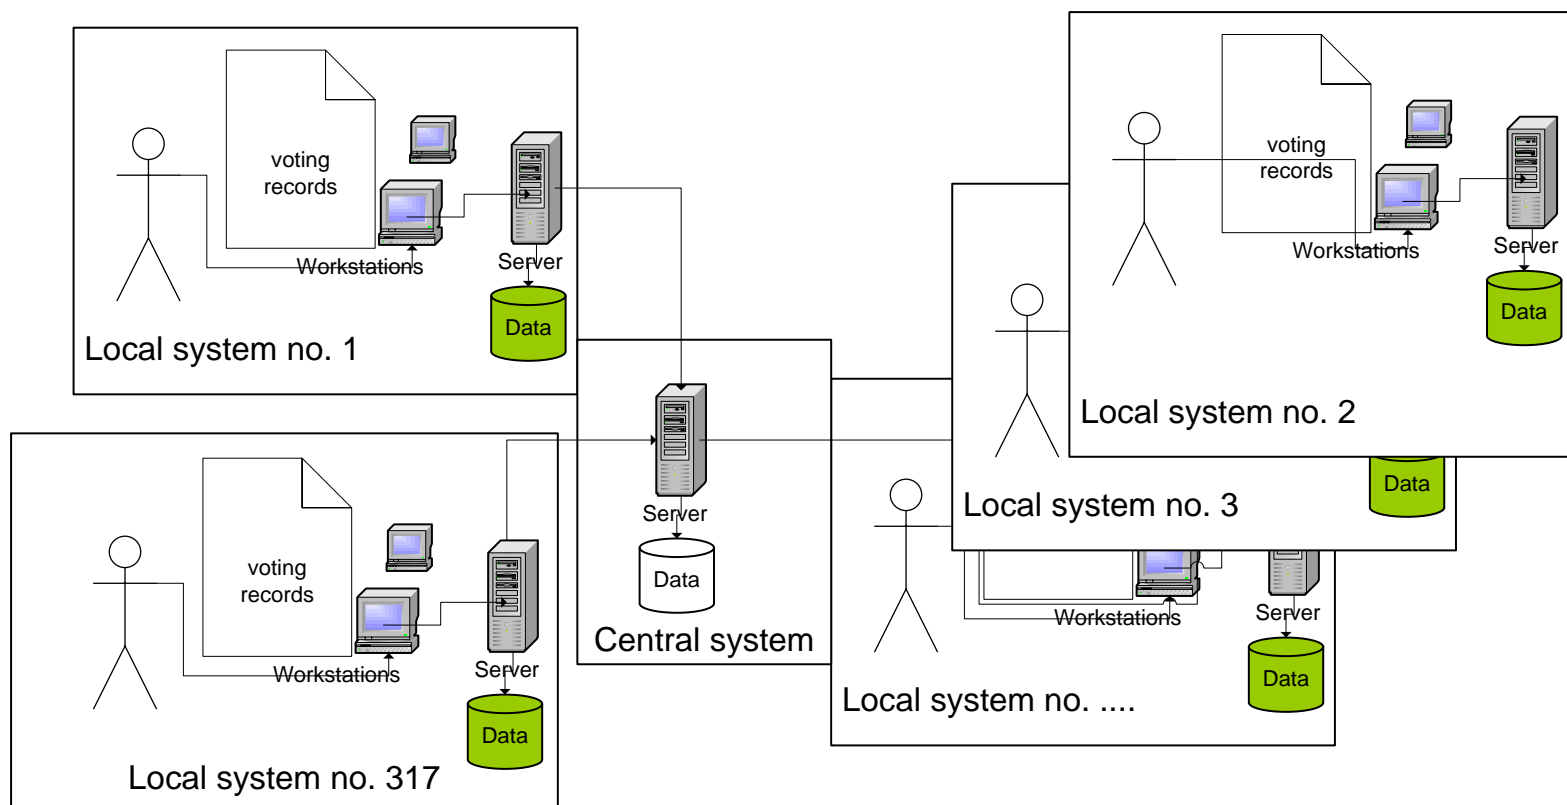 voting
records
Workstations
Server
Data
Local system no. 1
voting
records
Workstations
Server
Data
Local system no. 2
Data
Local system no. 3
Server
Data
Central system
Workstations
Server
Data
Local system no. ....
voting
records
Workstations
Server
Data
Local system no. 317